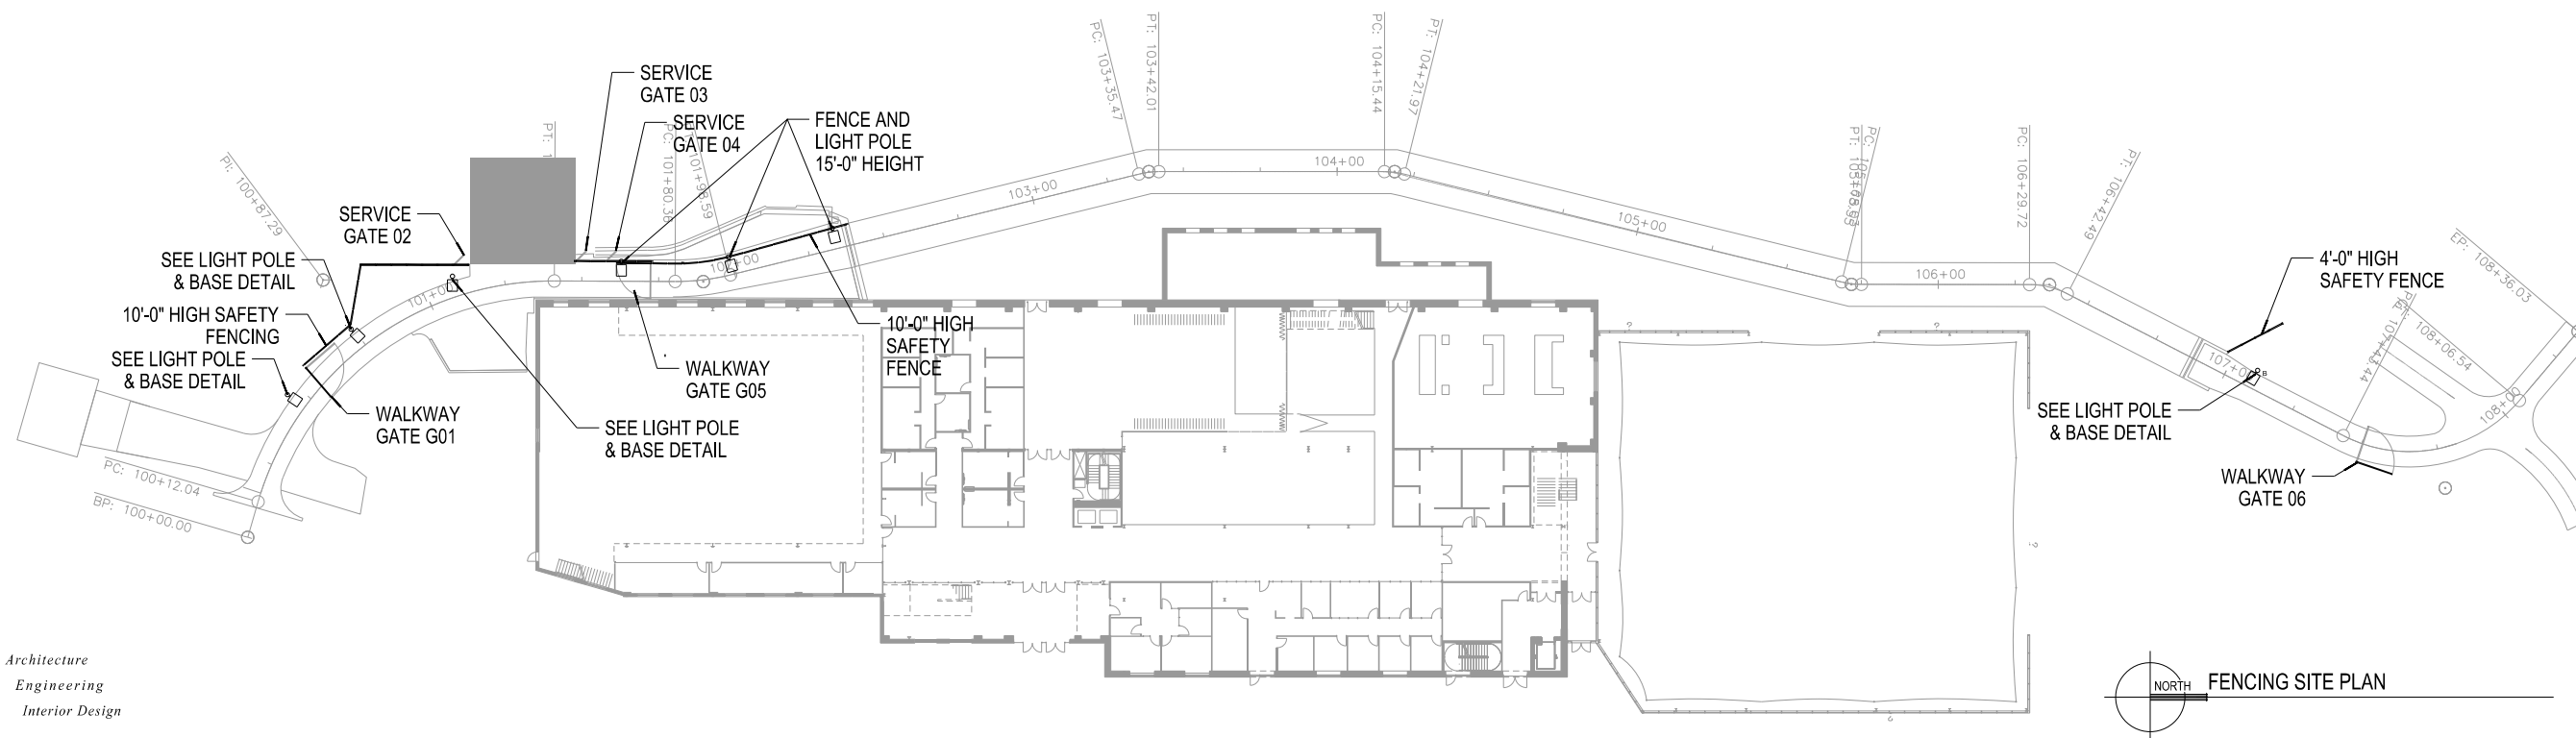 SERVICE
GATE 03
SERVICE
GATE 04
FENCE AND
LIGHT POLE
15'-0" HEIGHT
SERVICE
GATE 02
SEE LIGHT POLE
& BASE DETAIL
10'-0" HIGH SAFETY
FENCING
SEE LIGHT POLE
& BASE DETAIL
WALKWAY
GATE G01
10'-0" HIGH
SAFETY
FENCE
WALKWAY
GATE G05
SEE LIGHT POLE
& BASE DETAIL
4'-0" HIGH
SAFETY FENCE
SEE LIGHT POLE
& BASE DETAIL
WALKWAY
GATE 06
BP: 100+00.00
PC: 100+12.04
PI: 100+87.29
101+0
PT: 1
PC: 101+80.36
103+00
PC: 103+35.47
PT: 103+42.01
104+00
PC: 104+15.44
PT: 104+21.97
105+00
106+00
PC: 106+29.72
PT: 106+42.49
107+0
108+06.54
108+00
EP: 108+36.03
Architecture
Engineering
Interior Design
NORTH
FENCING SITE PLAN